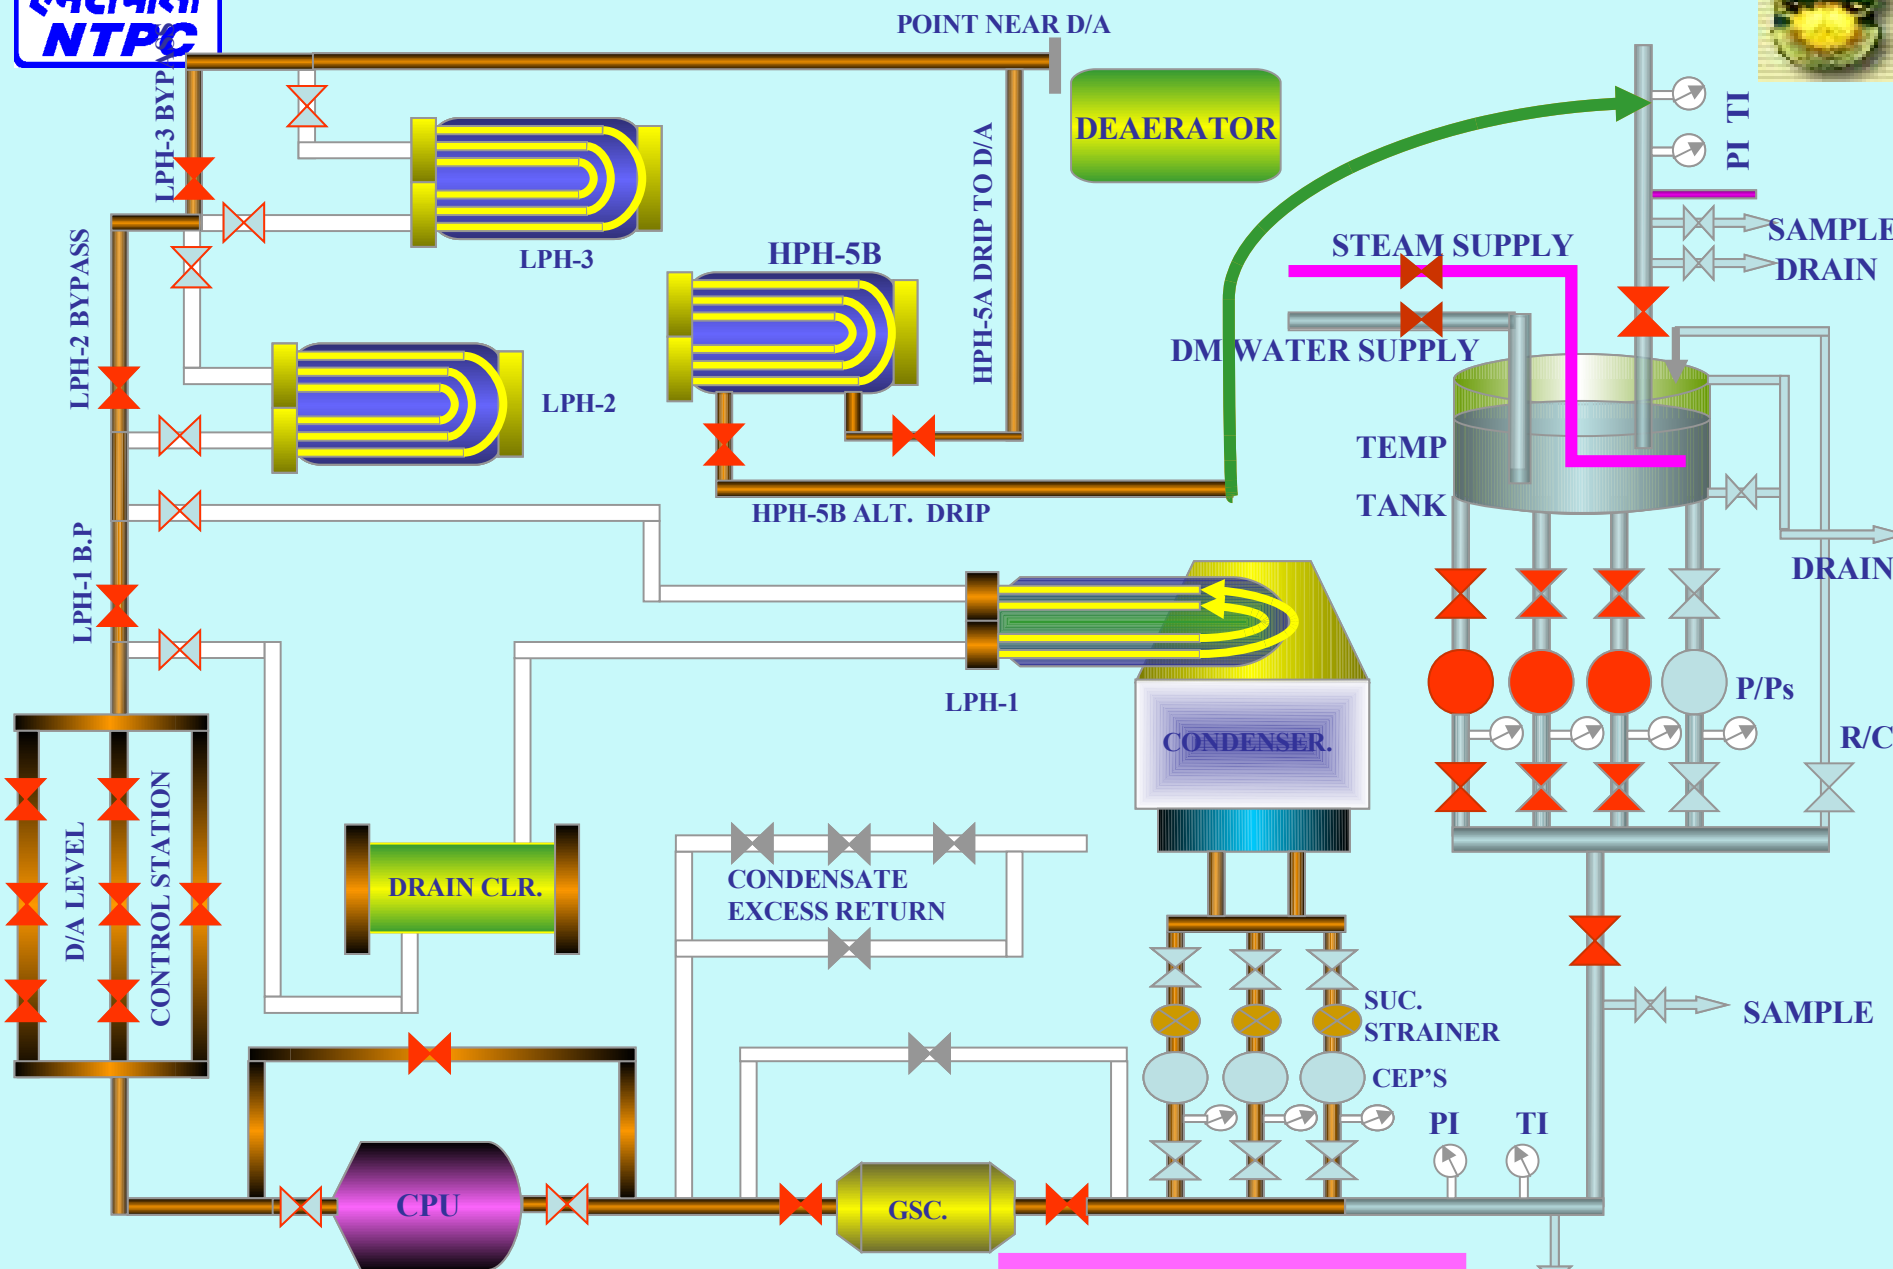 एनटीपीसी
NTPC
POINT NEAR D/A
LPH-3 BYPASS
DEAERATOR
PI TI
HPH-5A DRIP TO D/A
LPH-3
HPH-5B
STEAM SUPPLY
SAMPLE
DRAIN
LPH-2 BYPASS
DM WATER SUPPLY
LPH-2
TEMP
TANK
HPH-5B ALT. DRIP
LPH-1 B.P
DRAIN
LPH-1
P/Ps
CONDENSER.
R/C
D/A LEVEL
CONTROL STATION
DRAIN CLR.
CONDENSATE
EXCESS RETURN
SUC.
STRAINER
SAMPLE
CEP'S
PI TI
CPU
GSC.